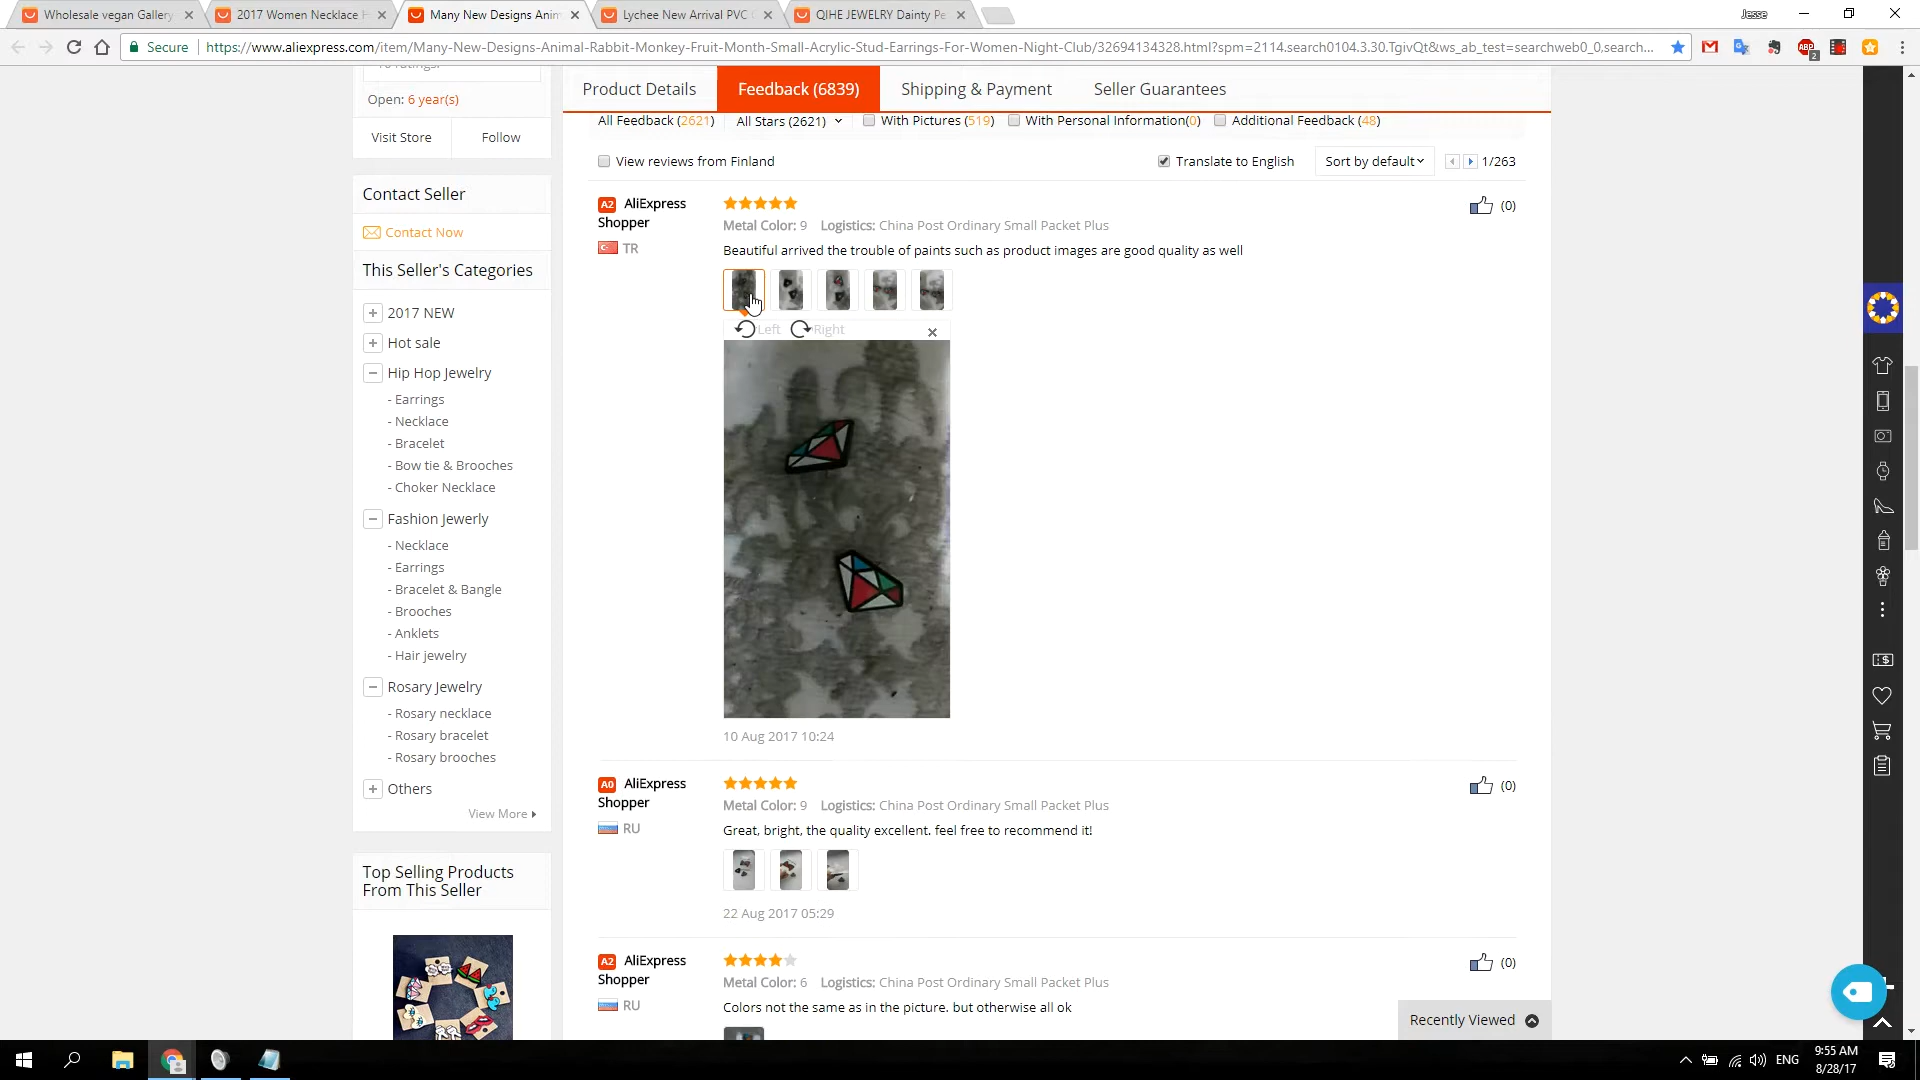 Wholesale vegan Gallery
2017 Women Necklace H
Many New Designs Anim
Lychee New Arrival PVC
QIHE JEWELRY Dainty Pe
Jesse
Secure
https://www.aliexpress.com/item/Many-New-Designs-Animal-Rabbit-Monkey-Fruit-Month-Small-Acrylic-Stud-Earrings-For-Women-Night-Club/32694134328.html?spm=2114.search0104.3.30.TgivQt&ws_ab_test=searchweb0_0,search...
ABP
2
Open: 6 year(s)
Visit Store
Follow
Contact Seller
Contact Now
This Seller's Categories
2017 NEW
Hot sale
Hip Hop Jewelry
- Earrings
- Necklace
- Bracelet
- Bow tie & Brooches
- Choker Necklace
Fashion Jewerly
- Necklace
- Earrings
- Bracelet & Bangle
- Brooches
- Anklets
- Hair jewelry
Rosary Jewelry
- Rosary necklace
- Rosary bracelet
- Rosary brooches
Others
View More
Top Selling Products
From This Seller
Product Details
Feedback (6839)
Shipping & Payment
Seller Guarantees
All Feedback (2621)
All Stars (2621)
With Pictures (519)
With Personal Information(0)
Additional Feedback (48)
View reviews from Finland
Translate to English
Sort by default
1/263
A2 AliExpress
Shopper
TR
Metal Color: 9 Logistics: China Post Ordinary Small Packet Plus
Beautiful arrived the trouble of paints such as product images are good quality as well
(0)
Left
Right
10 Aug 2017 10:24
A0 AliExpress
Shopper
RU
Metal Color: 9 Logistics: China Post Ordinary Small Packet Plus
Great, bright, the quality excellent. feel free to recommend it!
(0)
22 Aug 2017 05:29
A2 AliExpress
Shopper
RU
Metal Color: 6 Logistics: China Post Ordinary Small Packet Plus
Colors not the same as in the picture. but otherwise all ok
(0)
Recently Viewed
ENG
9:55 AM
8/28/17